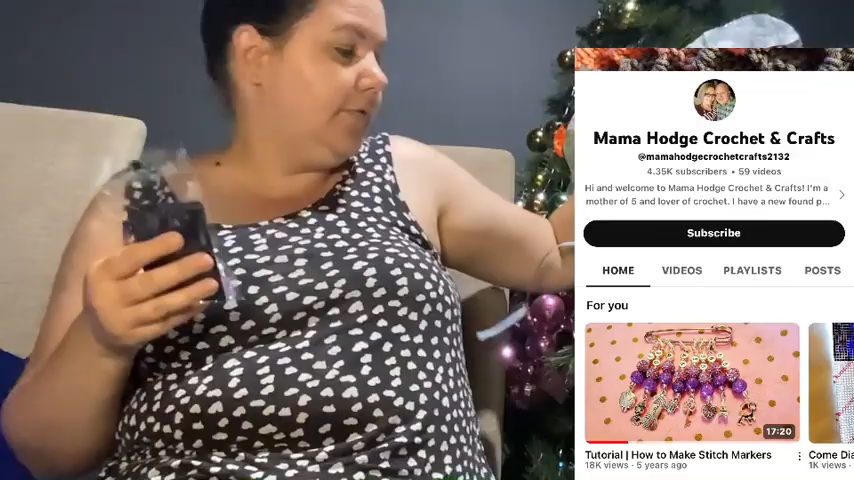 Mama Hodge Crochet & Crafts
@mamahodgecrochetcrafts2132
4.35K subscribers • 59 videos
Hi and welcome to Mama Hodge Crochet & Crafts! I'm a
mother of 5 and lover of crochet. I have a new found p...
Subscribe
HOME VIDEOS PLAYLISTS POSTS
For you
17:20
Tutorial | How to Make Stitch Markers
18K views · 5 years ago
Come Dia
1K views ·